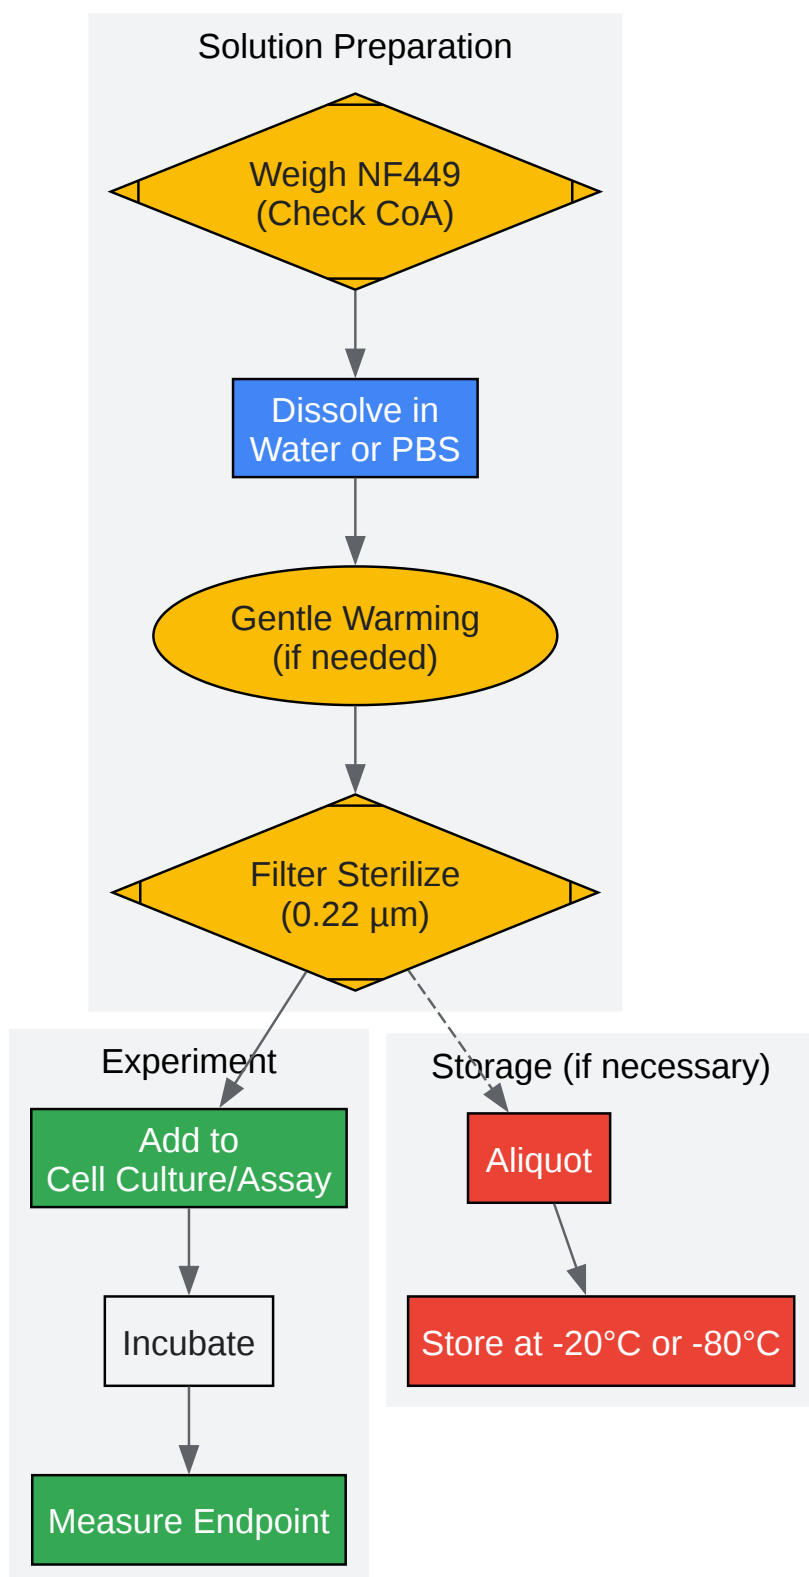 Solution Preparation
Weigh NF449
(Check CoA)
Dissolve in
Water or PBS
Gentle Warming
(if needed)
Filter Sterilize
(0.22 µm)
Experiment
Add to
Cell Culture/Assay
Incubate
Measure Endpoint
Storage (if necessary)
Aliquot
Store at -20°C or -80°C